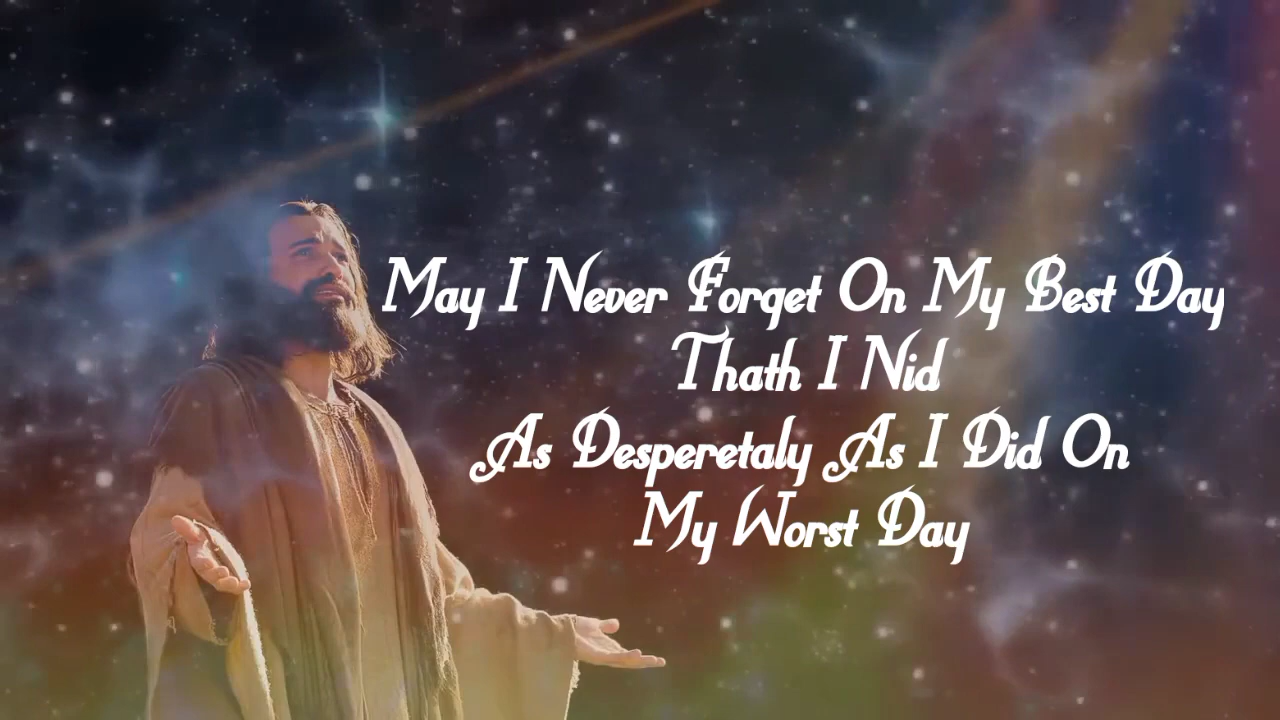 May I Never Forget On My Best Day
Thath I Nid
As Desperetaly As I Did On
My Worst Day